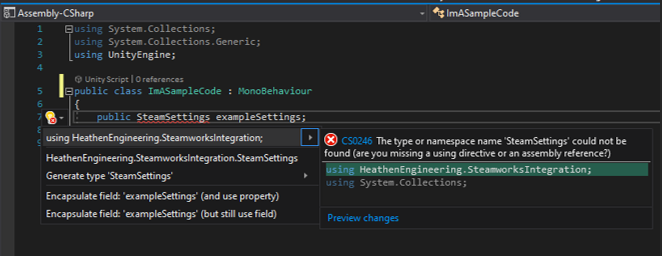 Assembly-CSharp
ImASampleCode
1 using System.Collections;
2 using System.Collections.Generic;
3 using UnityEngine;
4
Unity Script | 0 references
5 public class ImASampleCode : MonoBehaviour
6 {
7 public SteamSettings exampleSettings;
8
9
using HeathenEngineering.SteamworksIntegration;
HeathenEngineering.SteamworksIntegration.SteamSettings
Generate type 'SteamSettings'
Encapsulate field: 'exampleSettings' (and use property)
Encapsulate field: 'exampleSettings' (but still use field)
CS0246 The type or namespace name 'SteamSettings' could not be
found (are you missing a using directive or an assembly reference?)
using HeathenEngineering.SteamworksIntegration;
using System.Collections;
Preview changes